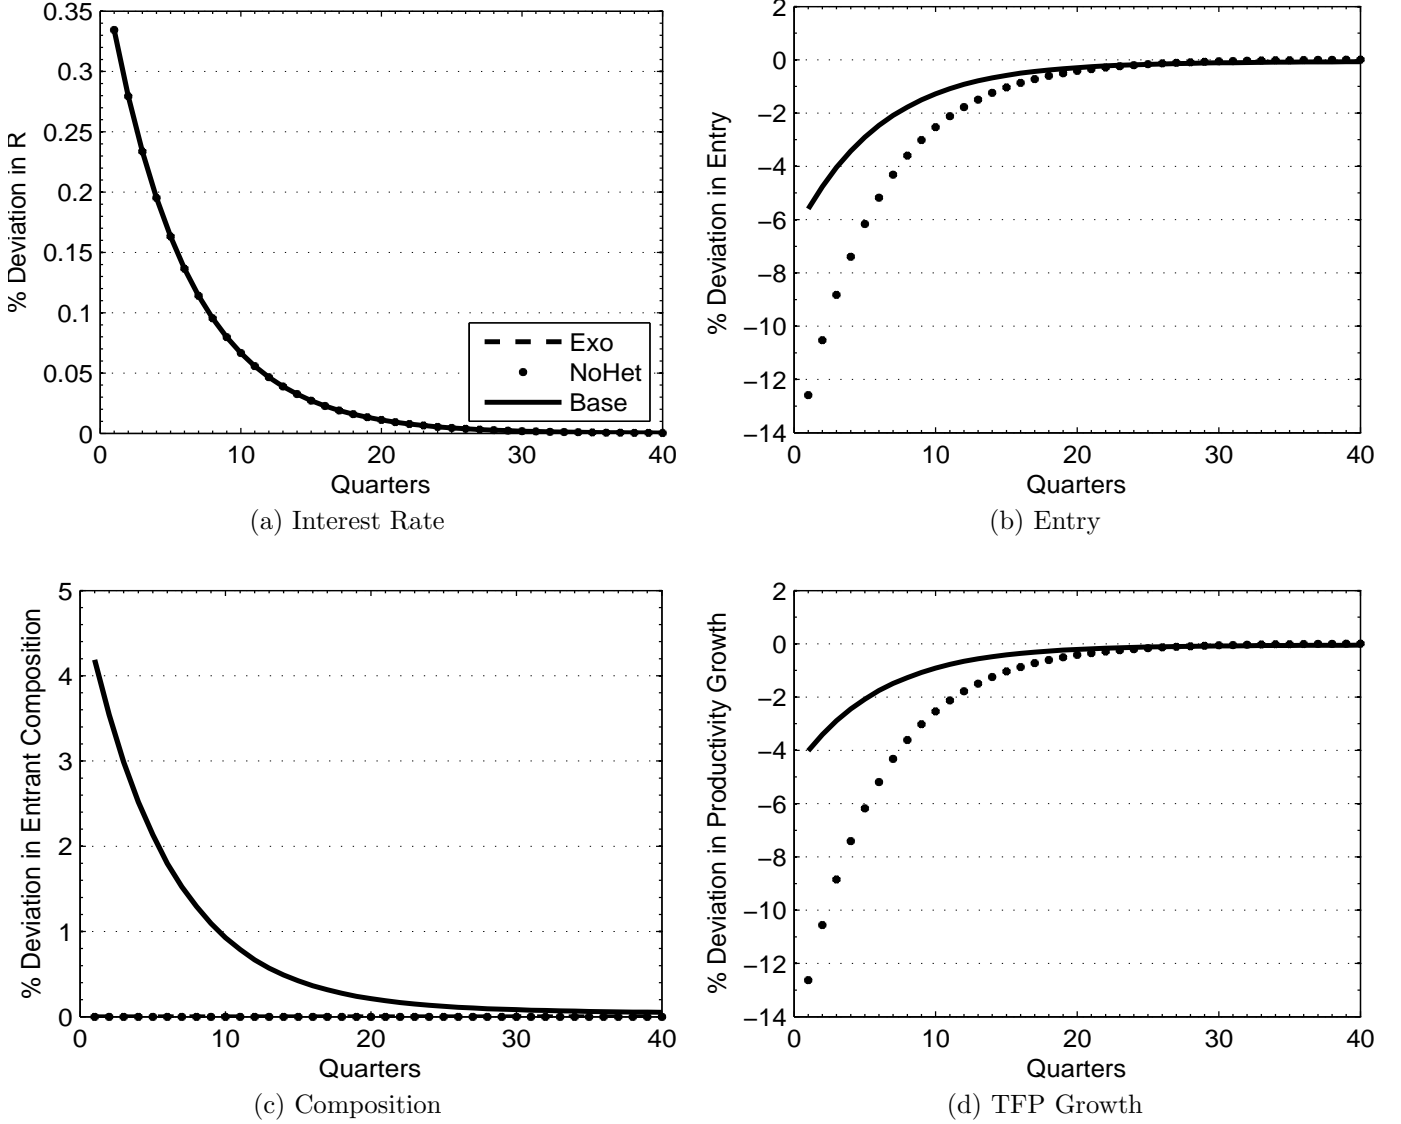 0.35
0.3
0.25
0.2
0.15
0.1
0.05
0
% Deviation in R
Exo
NoHet
Base
0 10 20 30 40
Quarters
(a) Interest Rate
2
0
−2
−4
−6
−8
−10
−12
−14
% Deviation in Entry
0 10 20 30 40
Quarters
(b) Entry
5
4
3
2
1
0
% Deviation in Entrant Composition
0 10 20 30 40
Quarters
(c) Composition
2
0
−2
−4
−6
−8
−10
−12
−14
% Deviation in Productivity Growth
0 10 20 30 40
Quarters
(d) TFP Growth